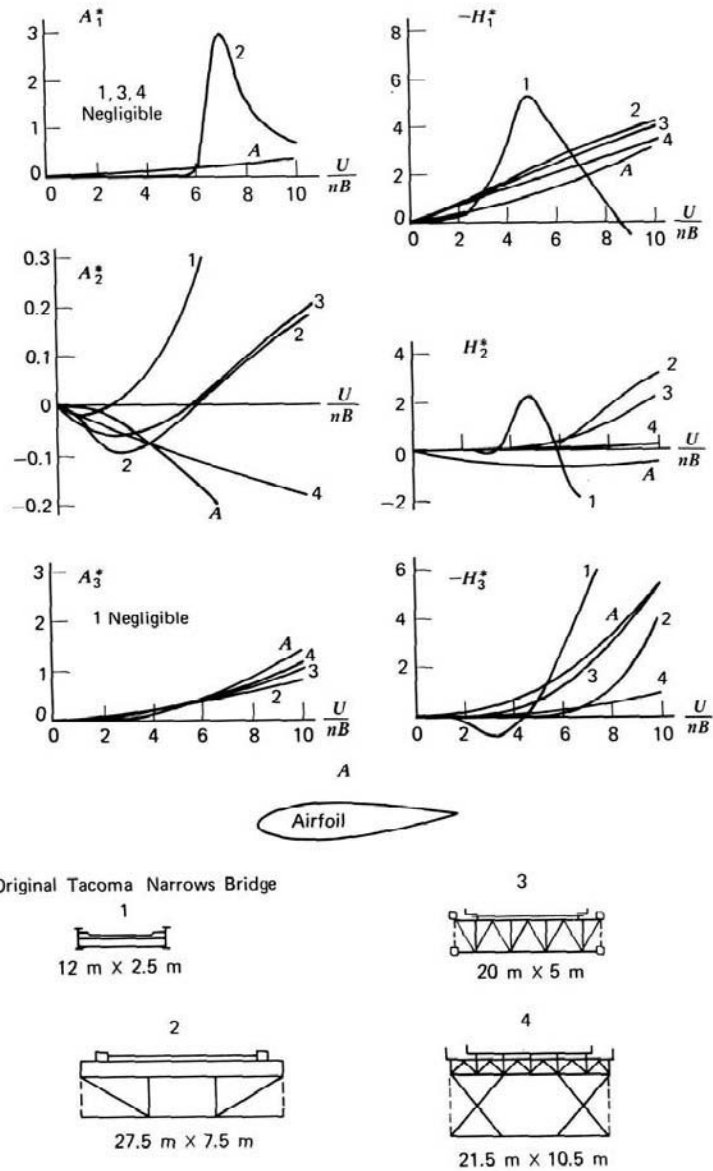 A₁*
3
2
1
0
1, 3, 4
Negligible
2
A
0 2 4 6 8 10
U/nB
−H₁*
8
6
4
2
0
1
2
3
4
A
0 2 4 6 8 10
U/nB
A₂*
0.3
0.2
0.1
0
−0.1
−0.2
1
3
2
2
4
A
U/nB
H₂*
4
2
0
−2
2
3
4
A
1
U/nB
A₃*
3
2
1
0
1 Negligible
A
4
3
2
0 2 4 6 8 10
U/nB
−H₃*
6
4
2
1
A
2
3
4
0 2 4 6 8 10
U/nB
A
Airfoil
Original Tacoma Narrows Bridge
1
12 m X 2.5 m
3
20 m X 5 m
2
27.5 m X 7.5 m
4
21.5 m X 10.5 m